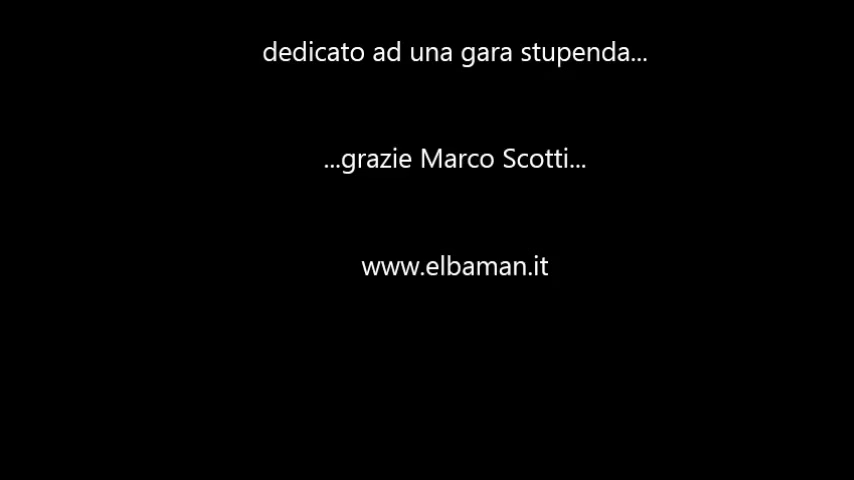 dedicato ad una gara stupenda...
...grazie Marco Scotti...
www.elbaman.it